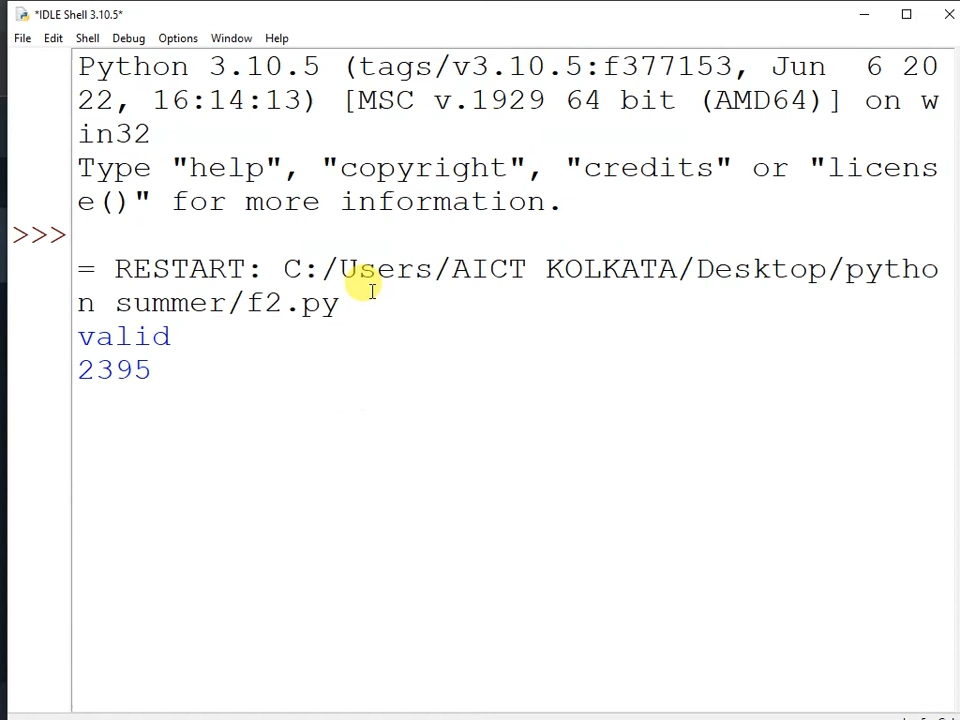 *IDLE Shell 3.10.5*
File Edit Shell Debug Options Window Help
Python 3.10.5 (tags/v3.10.5:f377153, Jun  6 20
22, 16:14:13) [MSC v.1929 64 bit (AMD64)] on w
in32
Type "help", "copyright", "credits" or "licens
e()" for more information.
>>>
= RESTART: C:/Users/AICT KOLKATA/Desktop/pytho
n summer/f2.py
valid
2395